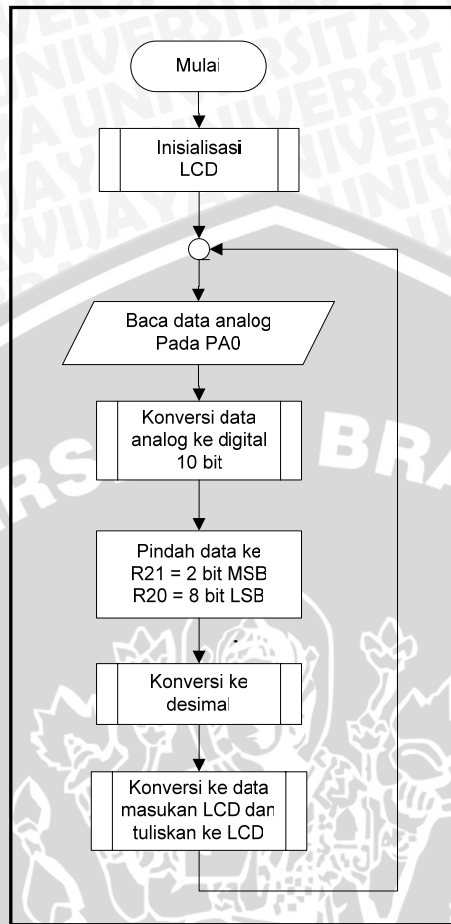 Mulai
Inisialisasi
LCD
Baca data analog
Pada PA0
Konversi data
analog ke digital
10 bit
Pindah data ke
R21 = 2 bit MSB
R20 = 8 bit LSB
Konversi ke
desimal
Konversi ke data
masukan LCD dan
tuliskan ke LCD